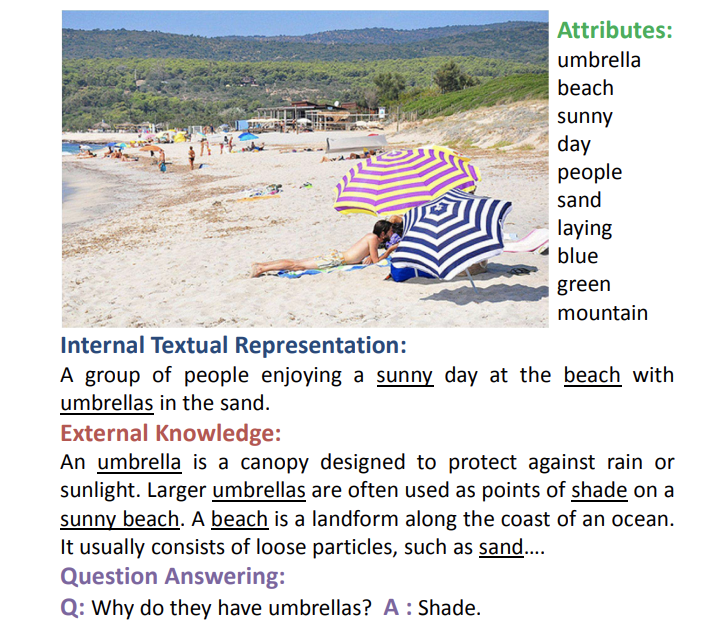 Attributes:
umbrella
beach
sunny
day
people
sand
laying
blue
green
mountain
Internal Textual Representation:
A group of people enjoying a sunny day at the beach with
umbrellas in the sand.
External Knowledge:
An umbrella is a canopy designed to protect against rain or
sunlight. Larger umbrellas are often used as points of shade on a
sunny beach. A beach is a landform along the coast of an ocean.
It usually consists of loose particles, such as sand....
Question Answering:
Q: Why do they have umbrellas? A : Shade.